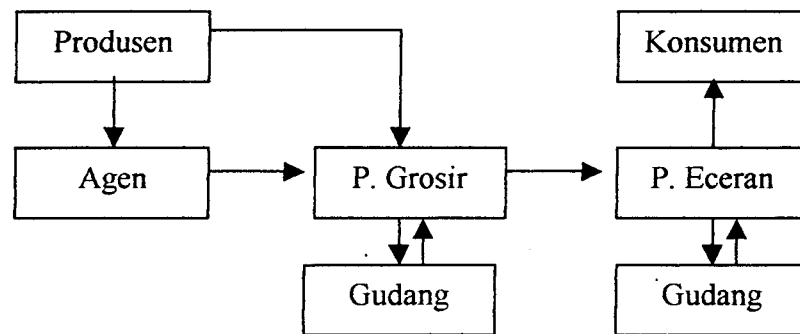 Produsen
Konsumen
Agen
P. Grosir
P. Eceran
Gudang
Gudang